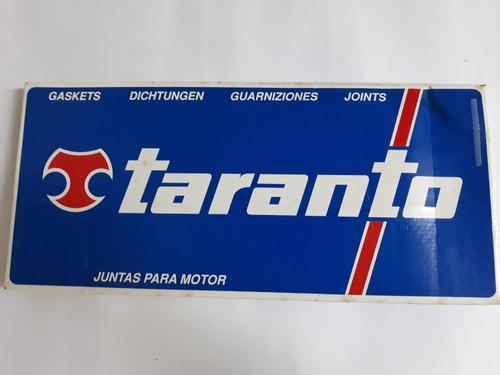 GASKETS DICHTUNGEN GUARNIZIONES JOINTS
taranto
JUNTAS PARA MOTOR